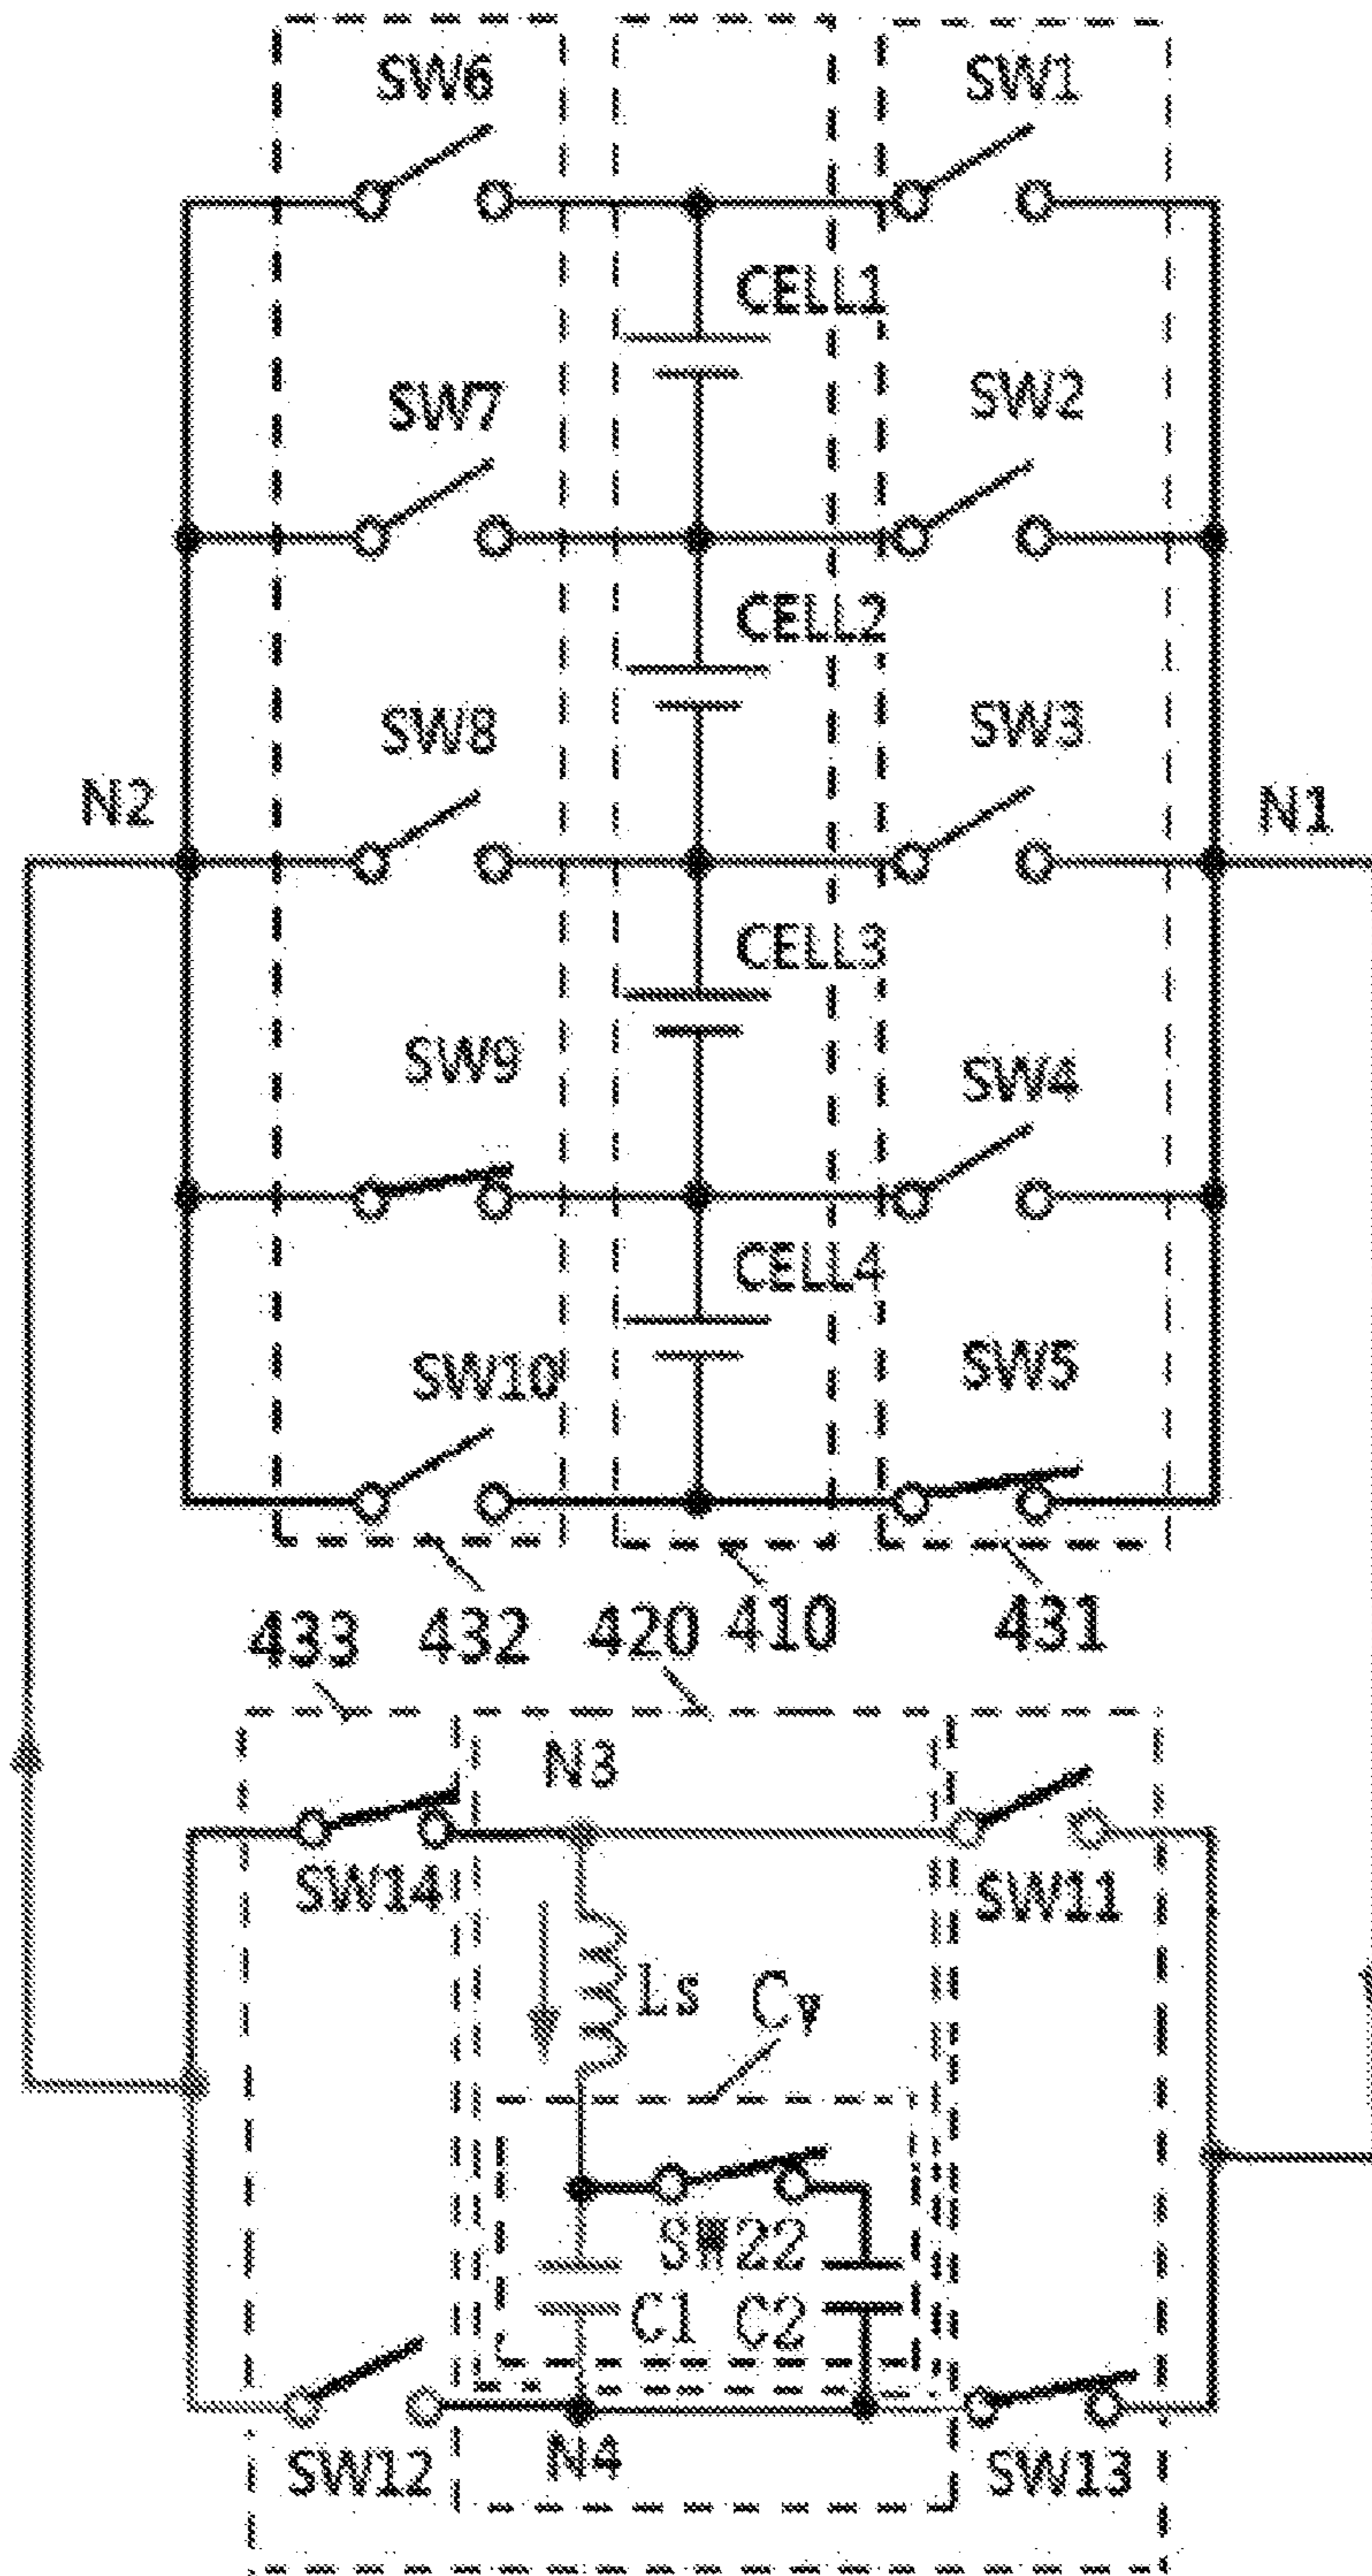 SW6 SW1
CELL1
SW7 SW2
CELL2
SW8 SW3
N2 N1
CELL3
SW9 SW4
CELL4
SW10 SW5
433 432 420 410 431
N3
SW14 SW11
Ls Cy
SW22
C1 C2
SW12 N4 SW13